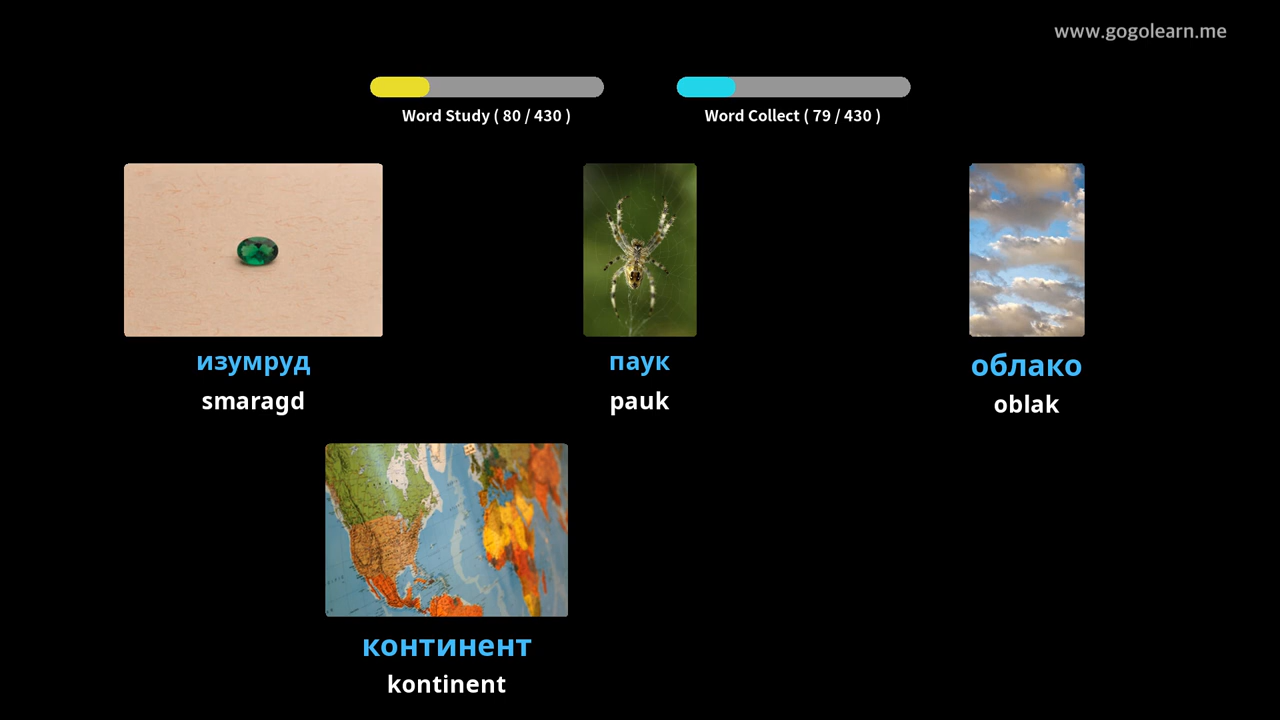 www.gogolearn.me
Word Study ( 80 / 430 )
Word Collect ( 79 / 430 )
изумруд
smaragd
паук
pauk
облако
oblak
континент
kontinent